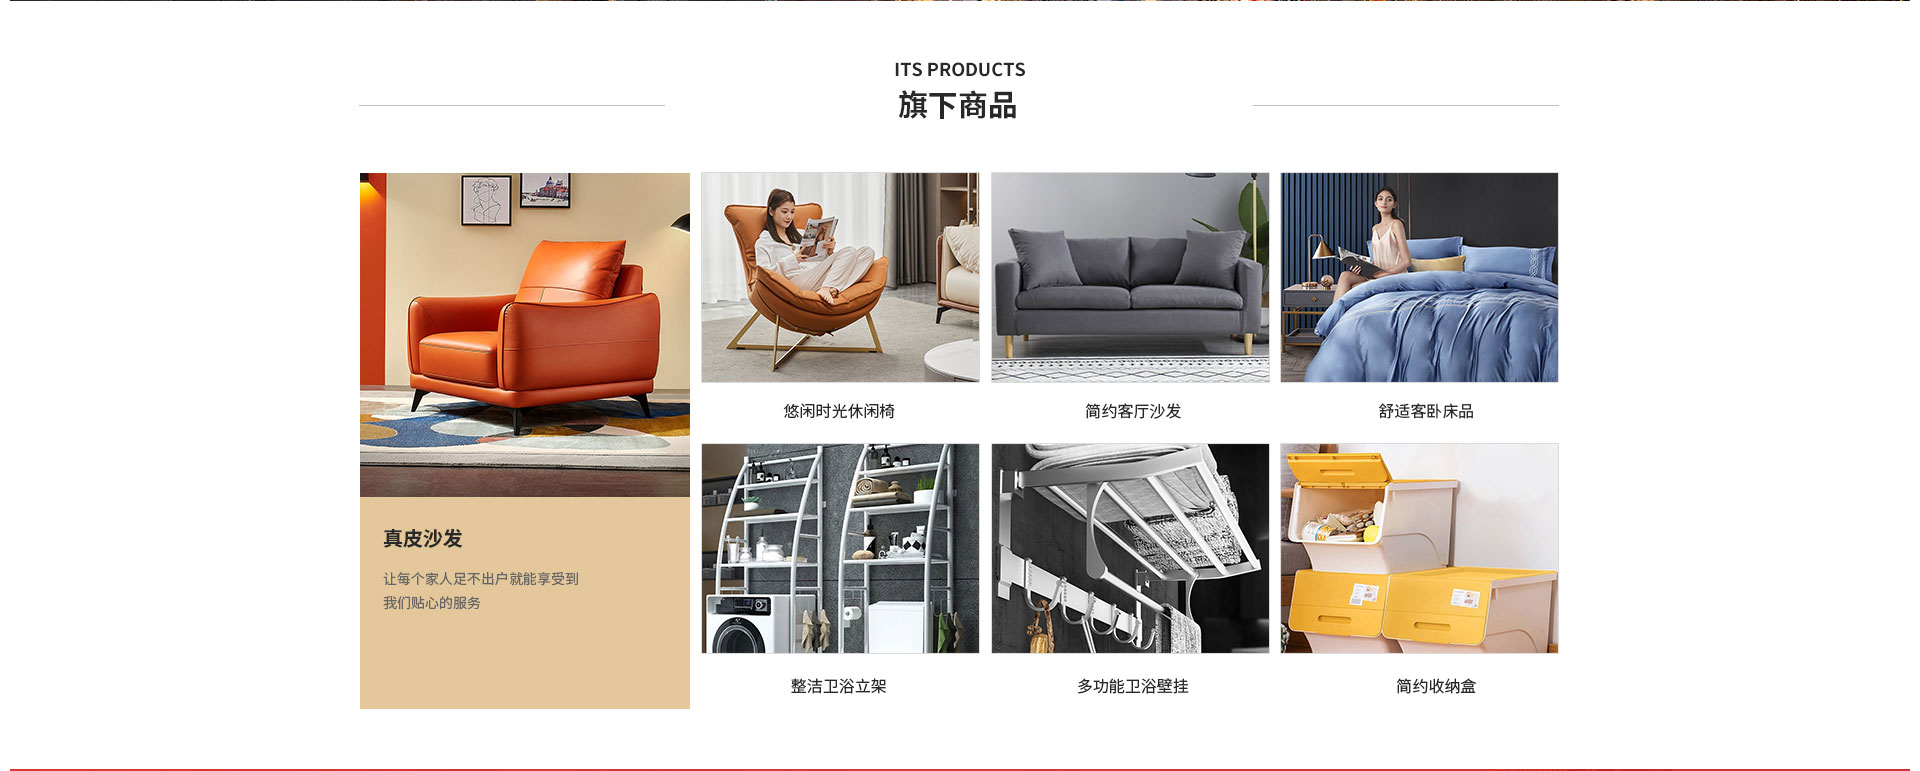 ITS PRODUCTS
旗下商品
真皮沙发
让每个家人足不出户就能享受到
我们贴心的服务
悠闲时光休闲椅
简约客厅沙发
舒适客卧床品
整洁卫浴立架
多功能卫浴壁挂
简约收纳盒